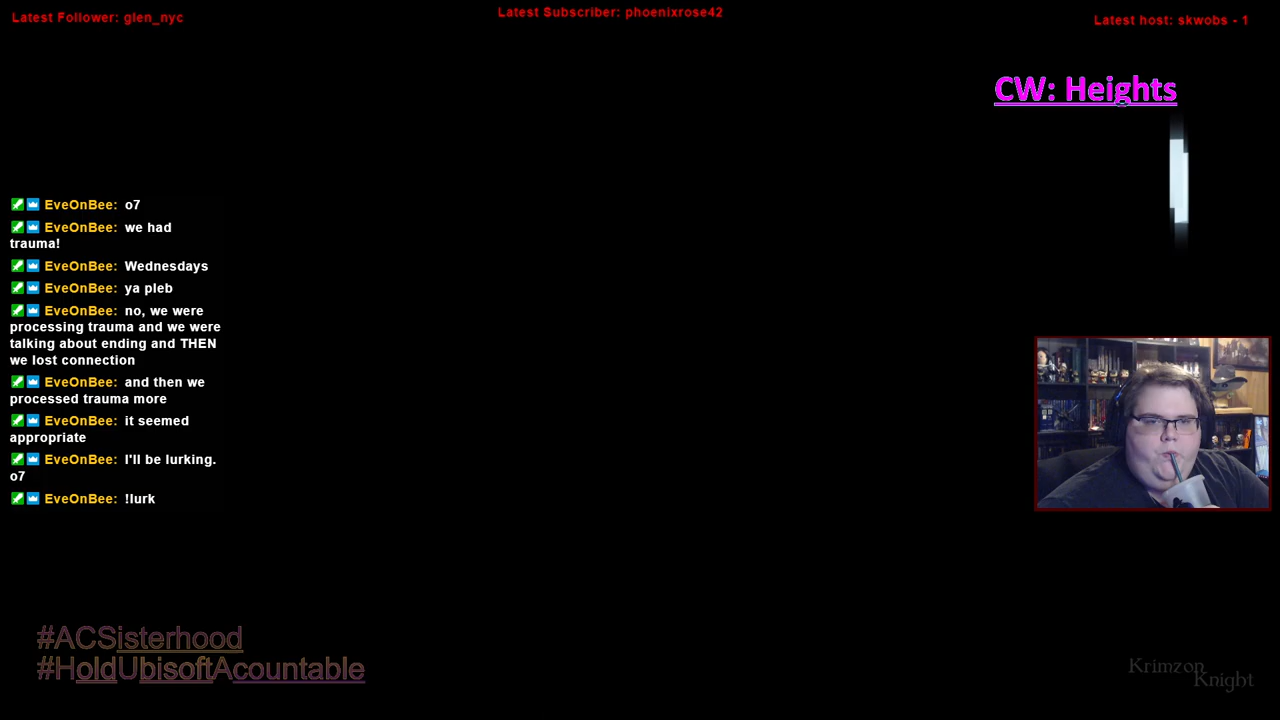 Latest Follower: glen_nyc
Latest Subscriber: phoenixrose42
Latest host: skwobs - 1
CW: Heights
EveOnBee: o7
EveOnBee: we had
trauma!
EveOnBee: Wednesdays
EveOnBee: ya pleb
EveOnBee: no, we were
processing trauma and we were
talking about ending and THEN
we lost connection
EveOnBee: and then we
processed trauma more
EveOnBee: it seemed
appropriate
EveOnBee: I'll be lurking.
o7
EveOnBee: !lurk
#ACSisterhood
#HoldUbisoftAcountable
Krimzon
Knight